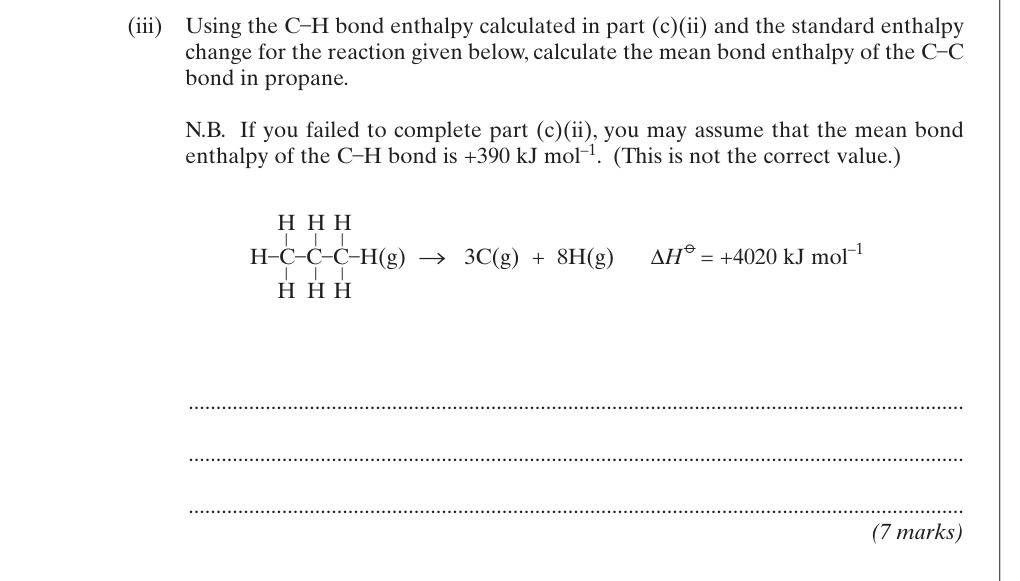 (iii) Using the C–H bond enthalpy calculated in part (c)(ii) and the standard enthalpy
change for the reaction given below, calculate the mean bond enthalpy of the C–C
bond in propane.
N.B. If you failed to complete part (c)(ii), you may assume that the mean bond
enthalpy of the C–H bond is +390 kJ mol⁻¹. (This is not the correct value.)
H H H
H–C–C–C–H(g) → 3C(g) + 8H(g) ΔH⦵ = +4020 kJ mol⁻¹
H H H
(7 marks)